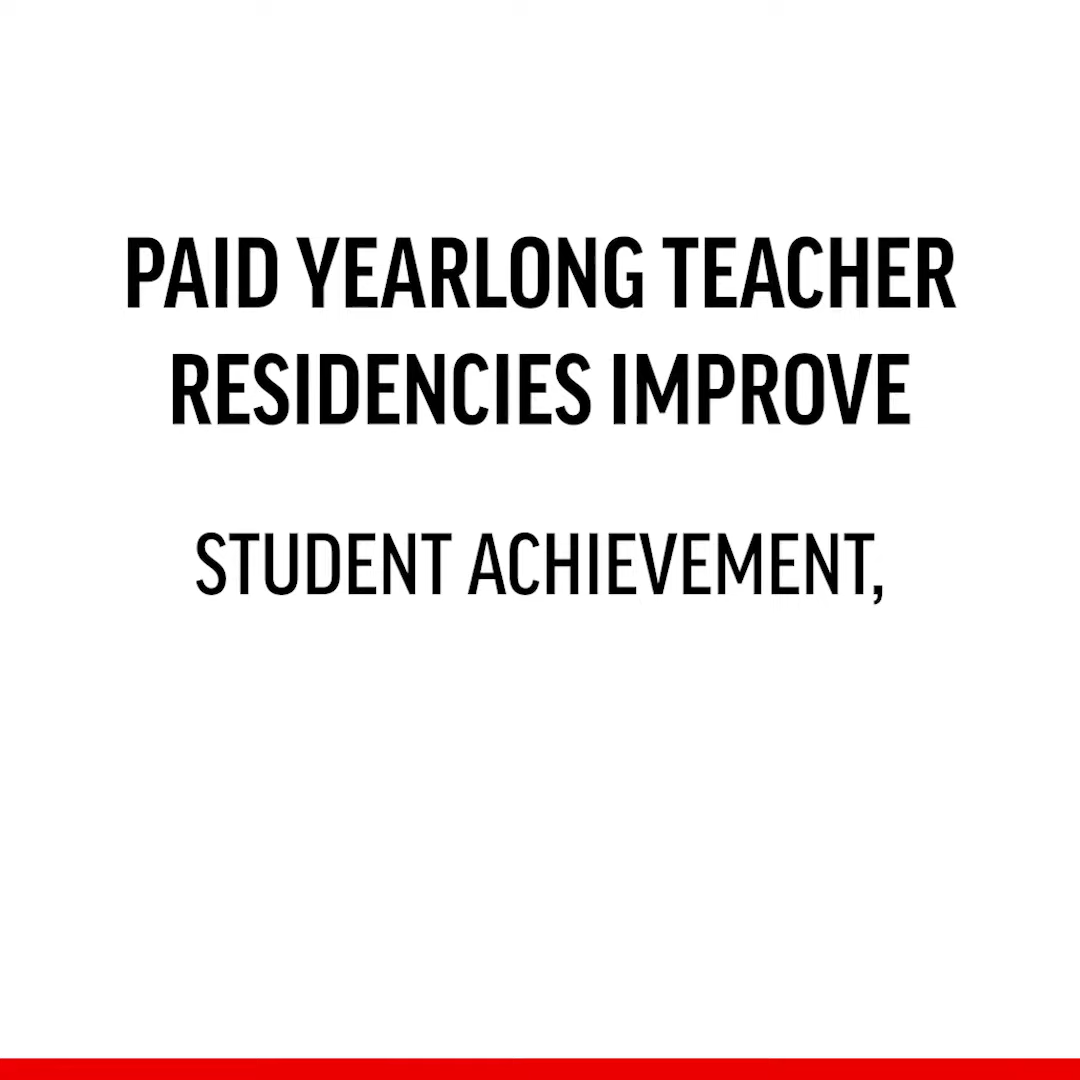 PAID YEARLONG TEACHER
RESIDENCIES IMPROVE
STUDENT ACHIEVEMENT,